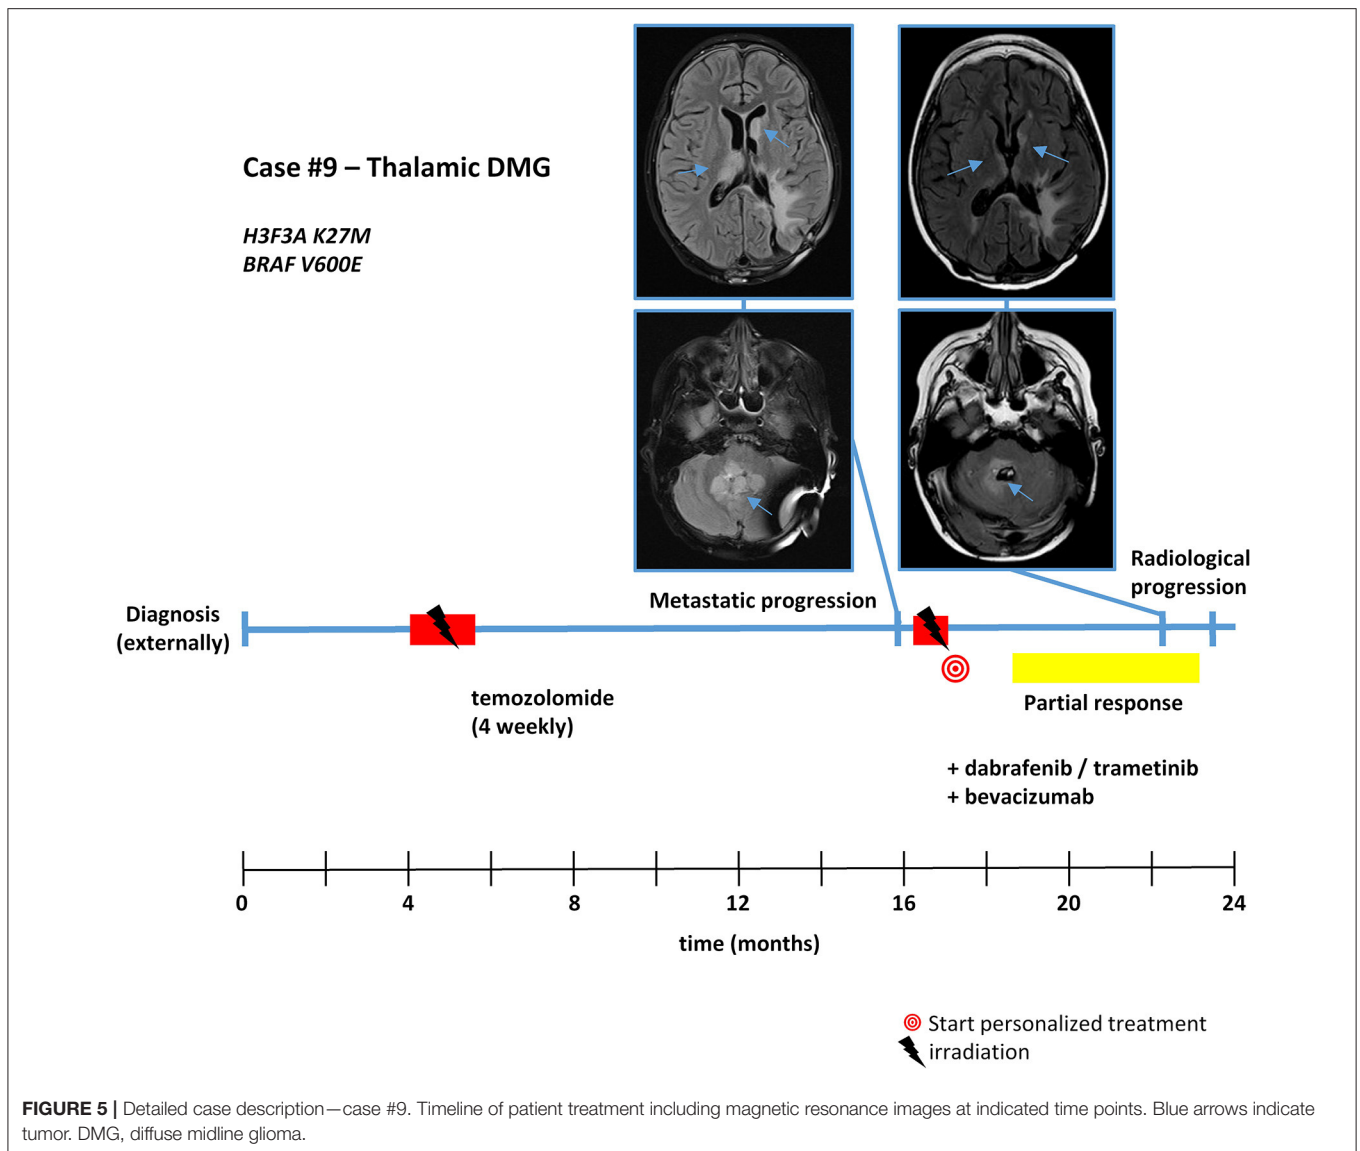 Case #9 – Thalamic DMG
H3F3A K27M
BRAF V600E
Radiological
progression
Metastatic progression
Diagnosis
(externally)
temozolomide
(4 weekly)
Partial response
+ dabrafenib / trametinib
+ bevacizumab
0 4 8 12 16 20 24
time (months)
Start personalized treatment
irradiation
FIGURE 5 | Detailed case description—case #9. Timeline of patient treatment including magnetic resonance images at indicated time points. Blue arrows indicate
tumor. DMG, diffuse midline glioma.